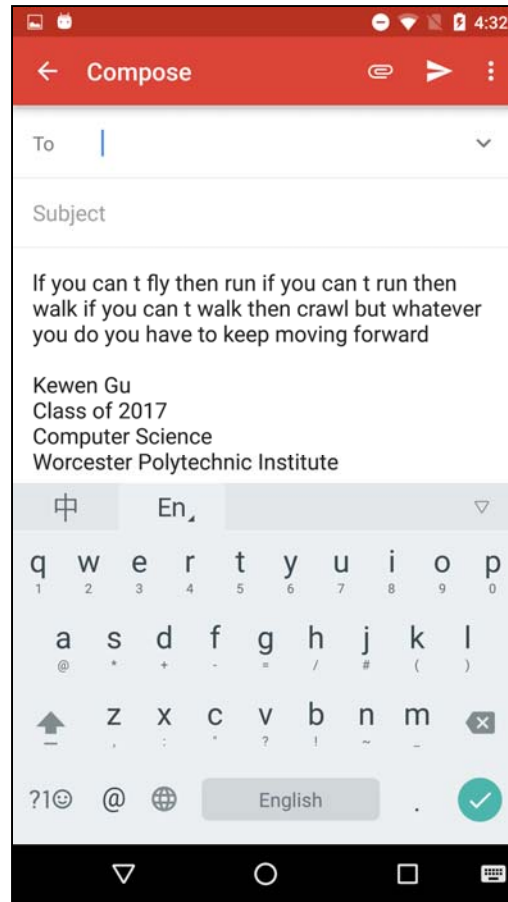 4:32
Compose
To
Subject
If you can t fly then run if you can t run then
walk if you can t walk then crawl but whatever
you do you have to keep moving forward
Kewen Gu
Class of 2017
Computer Science
Worcester Polytechnic Institute
中 En
q w e r t y u i o p
1 2 3 4 5 6 7 8 9 0
a s d f g h j k l
@ * + - = / # ( )
z x c v b n m
, : " ? ! ~ _
?1☺ @ English .